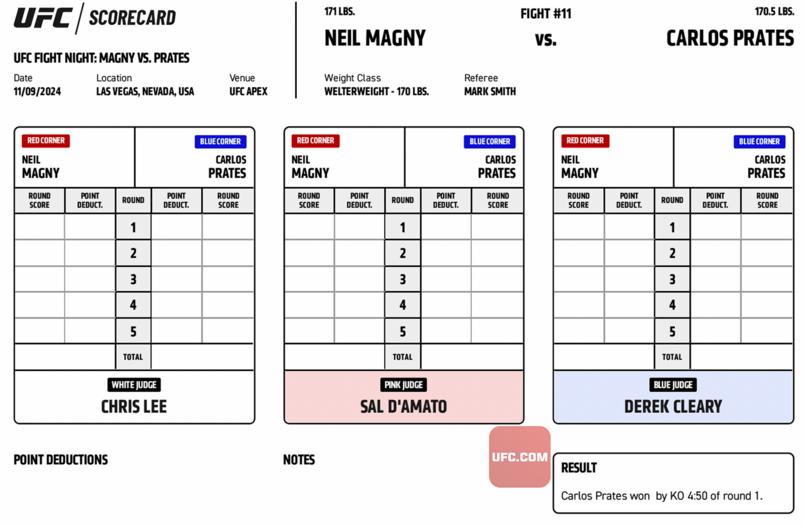 UFC / SCORECARD
UFC FIGHT NIGHT: MAGNY VS. PRATES
Date Location Venue
11/09/2024 LAS VEGAS, NEVADA, USA UFC APEX
171 LBS. FIGHT #11 170.5 LBS.
NEIL MAGNY VS. CARLOS PRATES
Weight Class Referee
WELTERWEIGHT - 170 LBS. MARK SMITH
RED CORNER BLUE CORNER
NEIL CARLOS
MAGNY PRATES
ROUND POINT ROUND POINT ROUND
SCORE DEDUCT. DEDUCT. SCORE
1
2
3
4
5
TOTAL
WHITE JUDGE
CHRIS LEE
RED CORNER BLUE CORNER
NEIL CARLOS
MAGNY PRATES
ROUND POINT ROUND POINT ROUND
SCORE DEDUCT. DEDUCT. SCORE
1
2
3
4
5
TOTAL
PINK JUDGE
SAL D'AMATO
RED CORNER BLUE CORNER
NEIL CARLOS
MAGNY PRATES
ROUND POINT ROUND POINT ROUND
SCORE DEDUCT. DEDUCT. SCORE
1
2
3
4
5
TOTAL
BLUE JUDGE
DEREK CLEARY
POINT DEDUCTIONS
NOTES
UFC.COM
RESULT
Carlos Prates won by KO 4:50 of round 1.